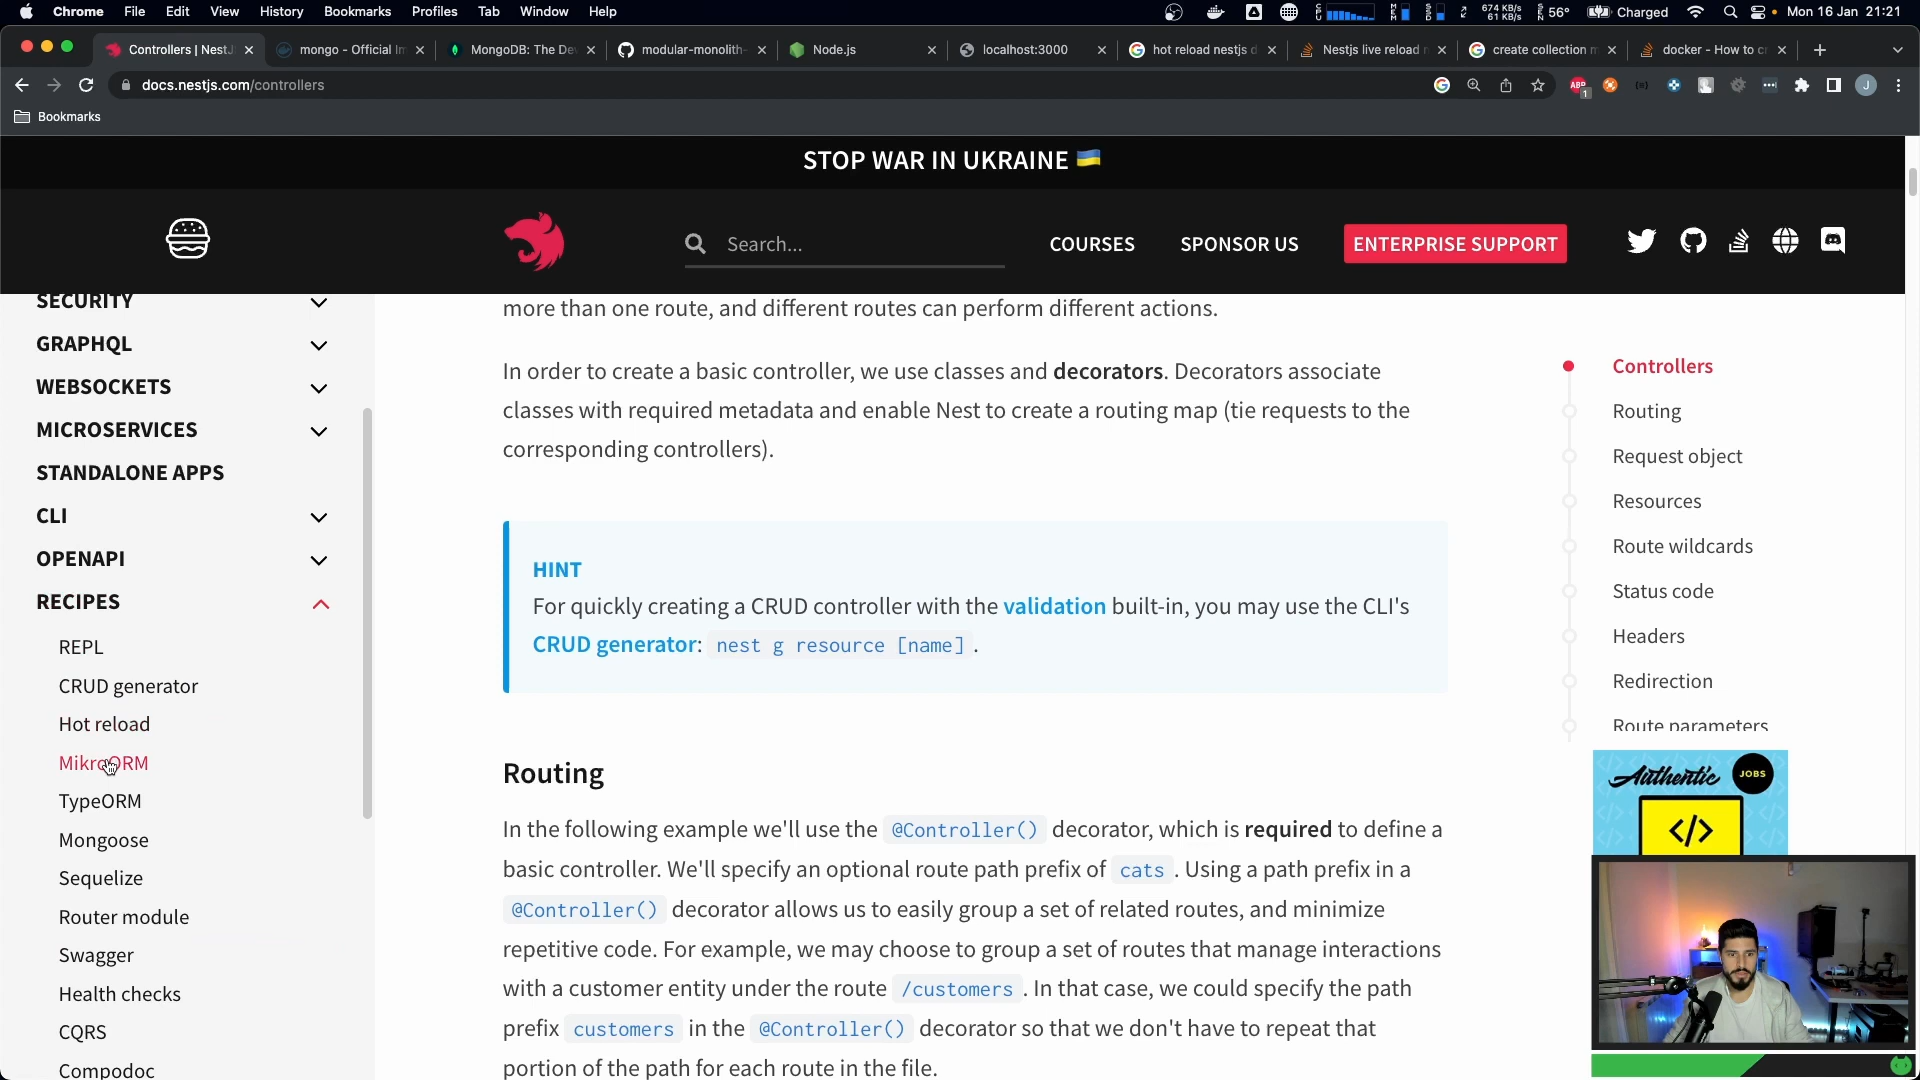 Chrome File Edit View History Bookmarks Profiles Tab Window Help
674 KB/s
61 KB/s
56° Charged Mon 16 Jan 21:21
Controllers | NestJ
mongo - Official Im
MongoDB: The De
modular-monolith-
Node.js
localhost:3000
hot reload nestjs d
Nestjs live reload
create collection m
docker - How to cr
docs.nestjs.com/controllers
ABP
1
J
Bookmarks
STOP WAR IN UKRAINE
Search...
COURSES
SPONSOR US
ENTERPRISE SUPPORT
SECURITY
GRAPHQL
WEBSOCKETS
MICROSERVICES
STANDALONE APPS
CLI
OPENAPI
RECIPES
REPL
CRUD generator
Hot reload
MikroORM
TypeORM
Mongoose
Sequelize
Router module
Swagger
Health checks
CQRS
Compodoc
more than one route, and different routes can perform different actions.
In order to create a basic controller, we use classes and decorators. Decorators associate
classes with required metadata and enable Nest to create a routing map (tie requests to the
corresponding controllers).
HINT
For quickly creating a CRUD controller with the validation built-in, you may use the CLI's
CRUD generator: nest g resource [name] .
Routing
In the following example we'll use the @Controller() decorator, which is required to define a
basic controller. We'll specify an optional route path prefix of cats . Using a path prefix in a
@Controller() decorator allows us to easily group a set of related routes, and minimize
repetitive code. For example, we may choose to group a set of routes that manage interactions
with a customer entity under the route /customers . In that case, we could specify the path
prefix customers in the @Controller() decorator so that we don't have to repeat that
portion of the path for each route in the file.
Controllers
Routing
Request object
Resources
Route wildcards
Status code
Headers
Redirection
Route parameters
Authentic JOBS
</>